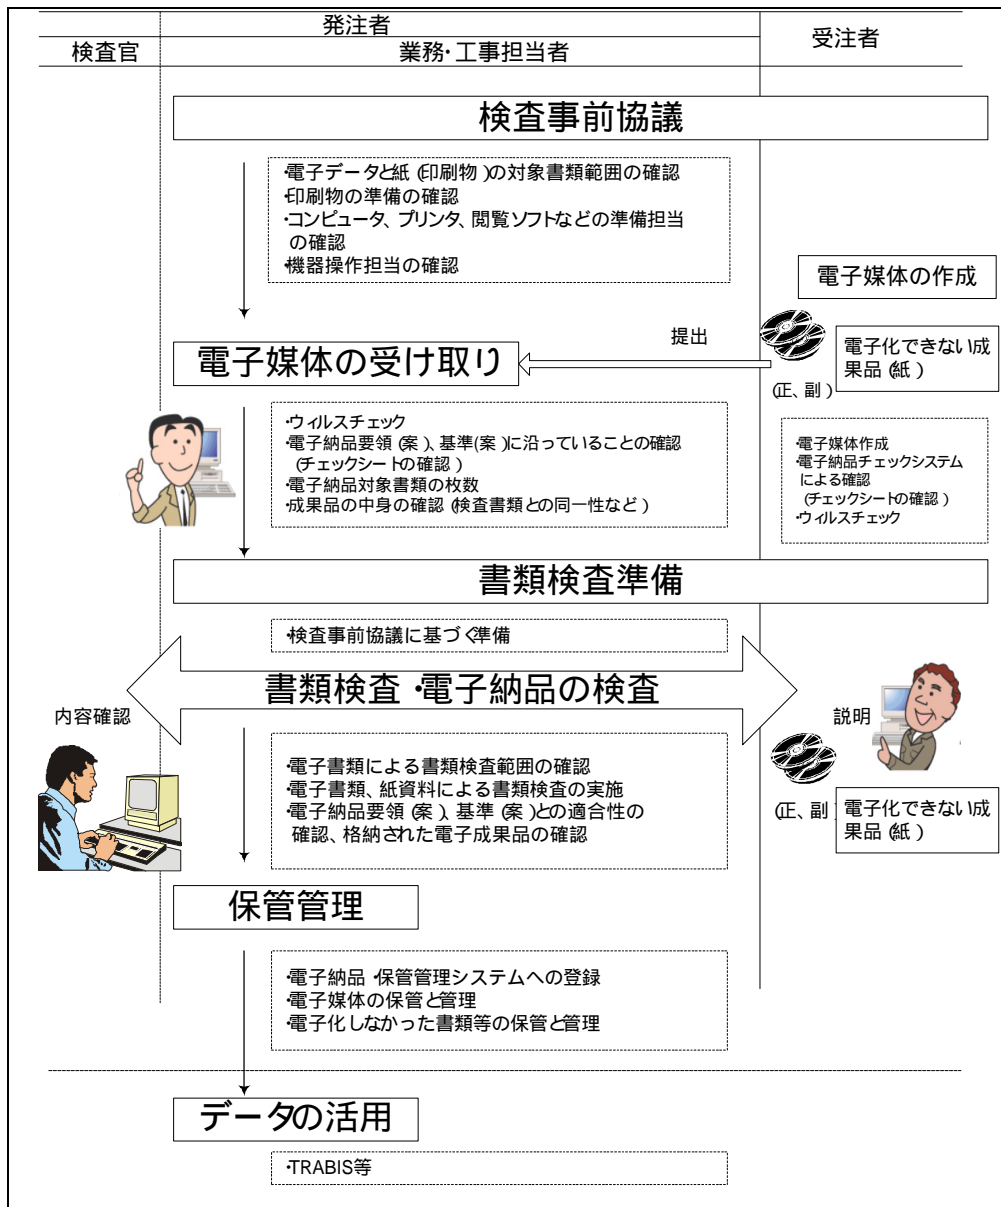 発注者
受注者
検査官
業務・工事担当者
検査事前協議
・電子データと紙(印刷物)の対象書類範囲の確認
・印刷物の準備の確認
・コンピュータ、プリンタ、閲覧ソフトなどの準備担当
の確認
・機器操作担当の確認
電子媒体の作成
提出
電子媒体の受け取り
電子化できない成
果品(紙)
(正、副)
・ウィルスチェック
・電子納品要領(案)、基準(案)に沿っていることの確認
(チェックシートの確認)
・電子納品対象書類の枚数
・成果品の中身の確認(検査書類との同一性など)
・電子媒体作成
・電子納品チェックシステム
による確認
(チェックシートの確認)
・ウィルスチェック
書類検査準備
・検査事前協議に基づく準備
書類検査・電子納品の検査
内容確認
説明
・電子書類による書類検査範囲の確認
・電子書類、紙資料による書類検査の実施
・電子納品要領(案)、基準(案)との適合性の
確認、格納された電子成果品の確認
(正、副)
電子化できない成
果品(紙)
保管管理
・電子納品・保管管理システムへの登録
・電子媒体の保管と管理
・電子化しなかった書類等の保管と管理
データの活用
・TRABIS等